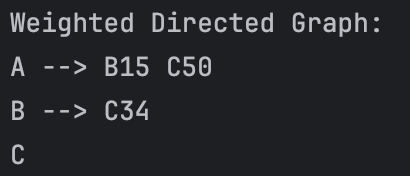 Weighted Directed Graph:
A --> B15 C50
B --> C34
C